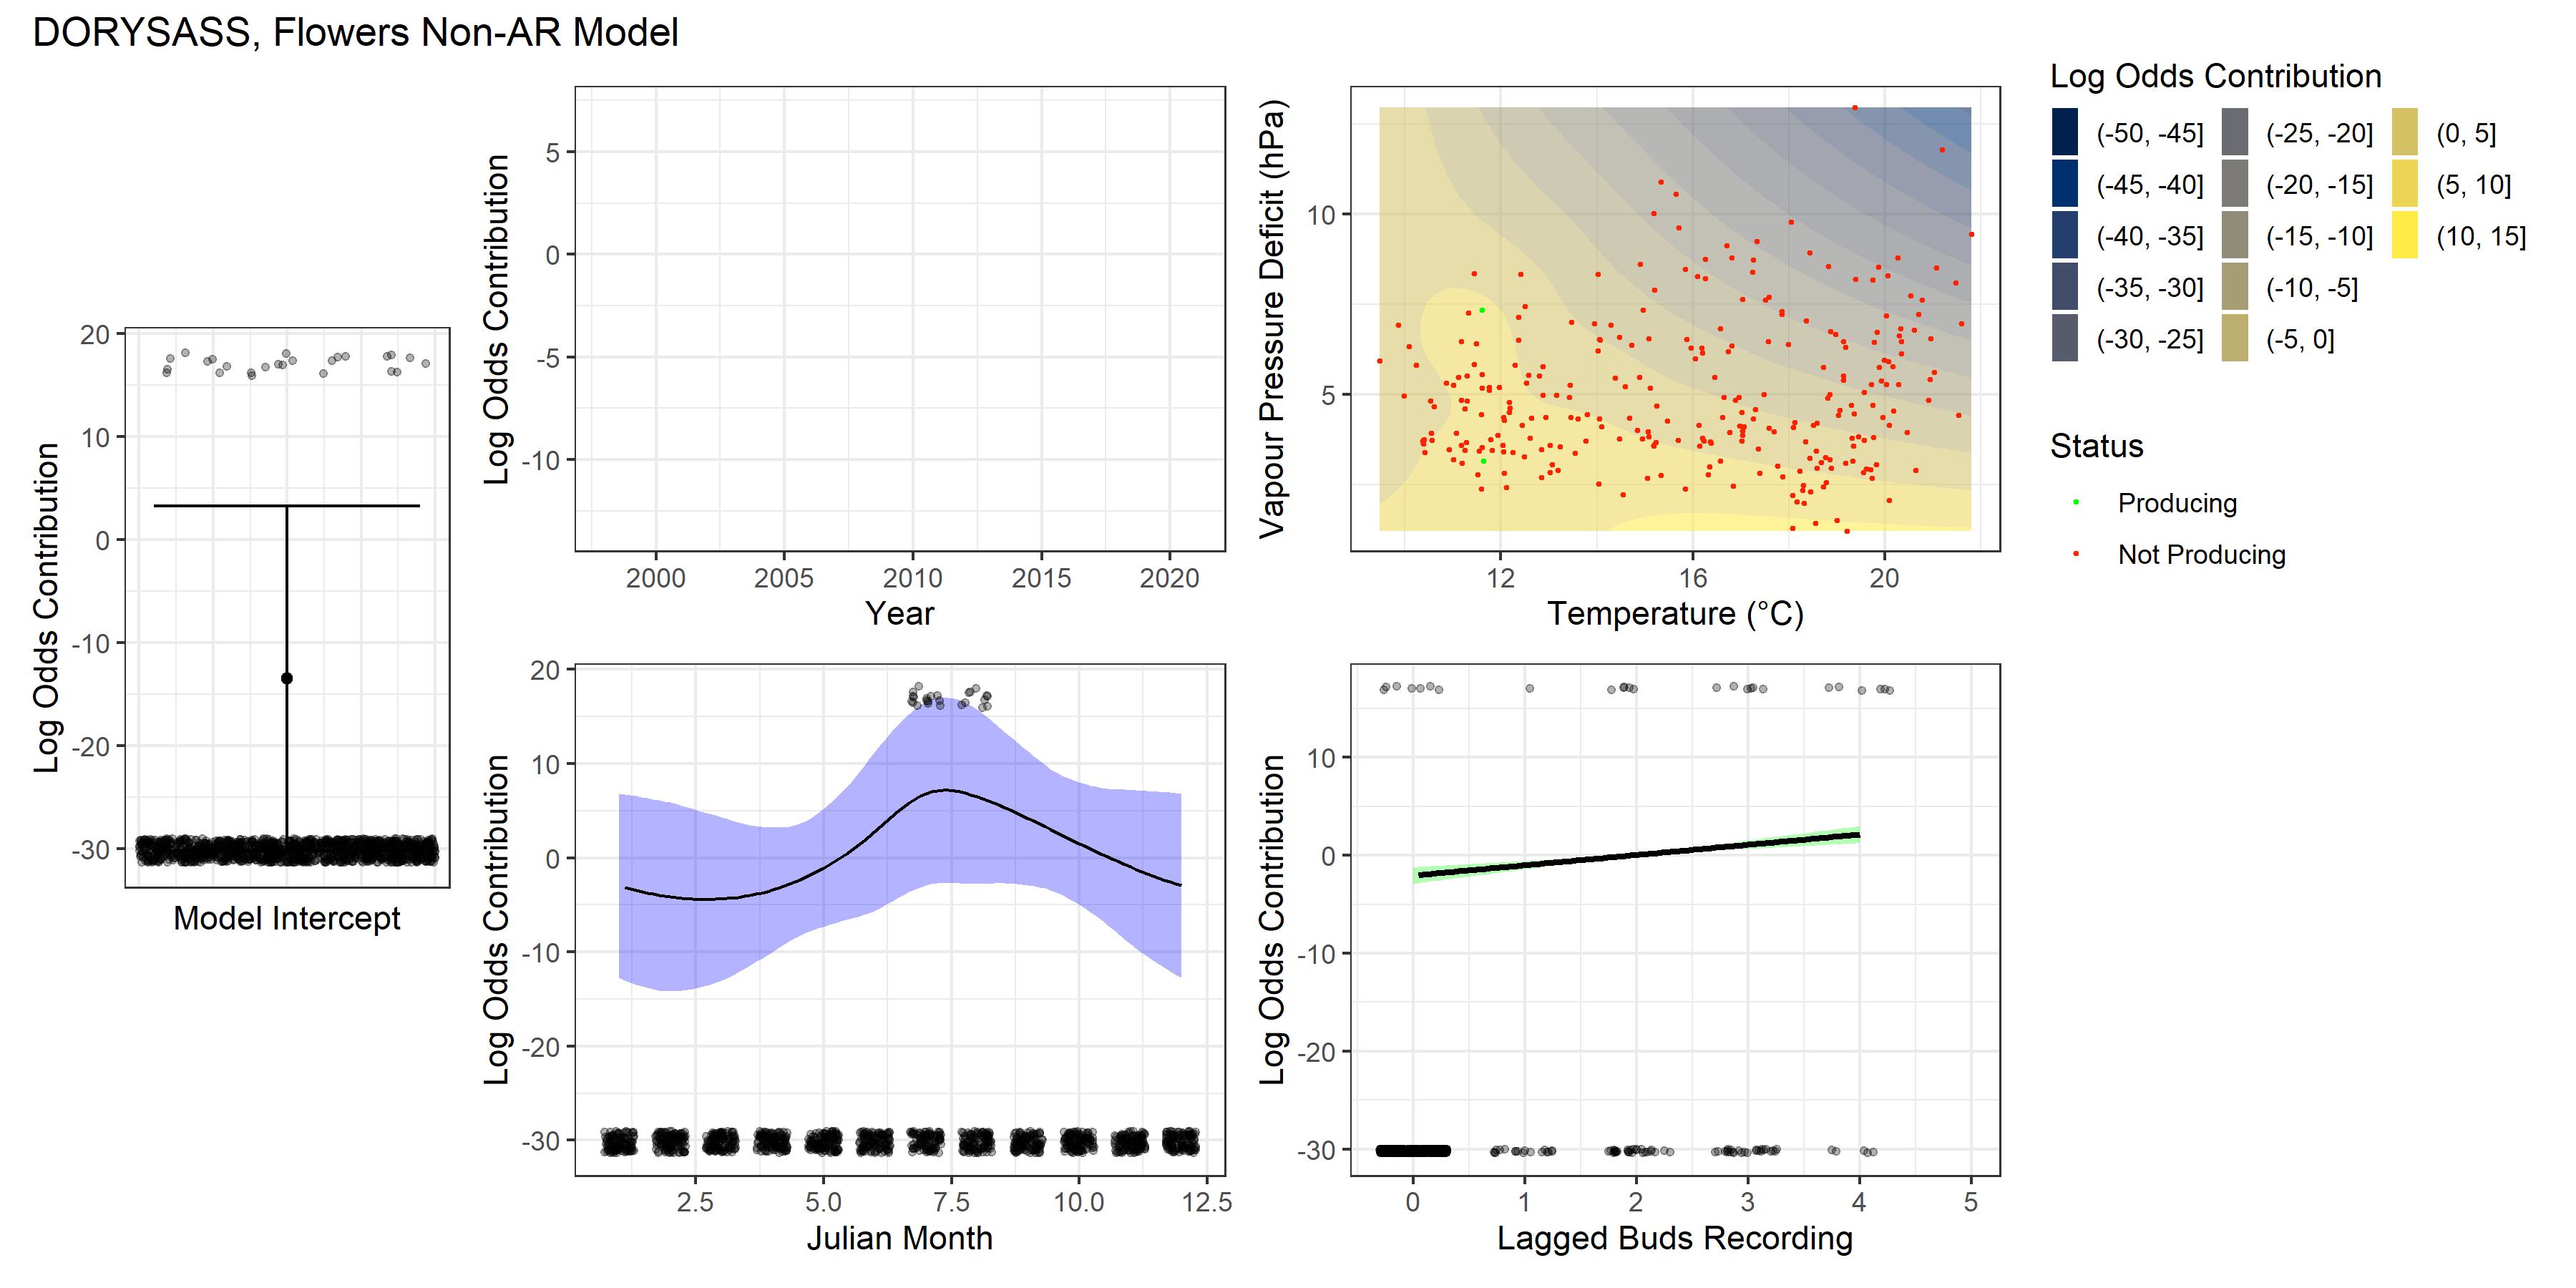 DORYSASS, Flowers Non-AR Model
Log Odds Contribution
20
10
0
-10
-20
-30
Model Intercept
Log Odds Contribution
5
0
-5
-10
2000 2005 2010 2015 2020
Year
Vapour Pressure Deficit (hPa)
10
5
12 16 20
Temperature (°C)
Log Odds Contribution
(-50, -45] (-25, -20] (0, 5]
(-45, -40] (-20, -15] (5, 10]
(-40, -35] (-15, -10] (10, 15]
(-35, -30] (-10, -5]
(-30, -25] (-5, 0]
Status
Producing
Not Producing
Log Odds Contribution
20
10
0
-10
-20
-30
2.5 5.0 7.5 10.0 12.5
Julian Month
Log Odds Contribution
10
0
-10
-20
-30
0 1 2 3 4 5
Lagged Buds Recording